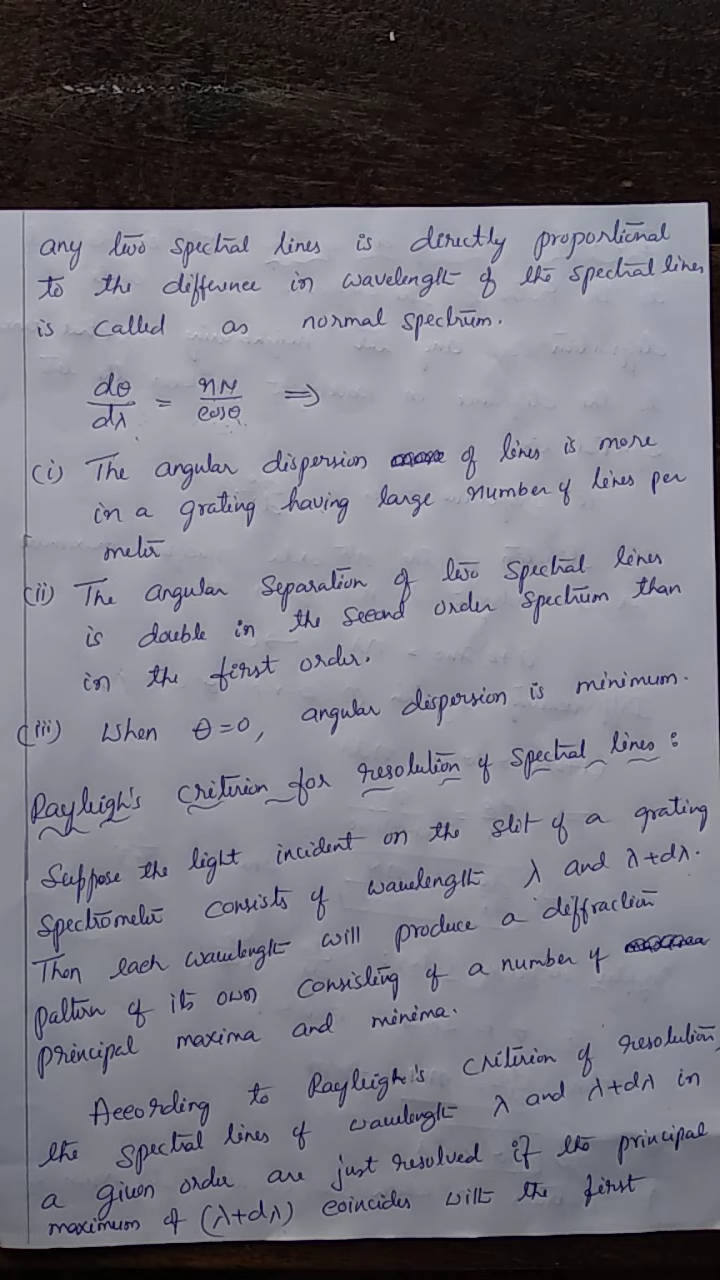 any two spectral lines is directly proportional
to the difference in wavelength of the spectral lines
is called as normal spectrum.
dθ/dλ = nN/cosθ ⇒
(i) The angular dispersion of lines is more
in a grating having large number of lines per
meter
(ii) The angular separation of two spectral lines
is double in the second order spectrum than
in the first order.
(iii) When θ=0, angular dispersion is minimum.
Rayleigh's criterion for resolution of spectral lines :
Suppose the light incident on the slit of a grating
spectrometer consists of wavelength λ and λ+dλ.
Then each wavelength will produce a diffraction
pattern of its own consisting of a number of
principal maxima and minima.
According to Rayleigh's criterion of resolution,
the spectral lines of wavelength λ and λ+dλ in
a given order are just resolved if the principal
maximum of (λ+dλ) coincides with the first